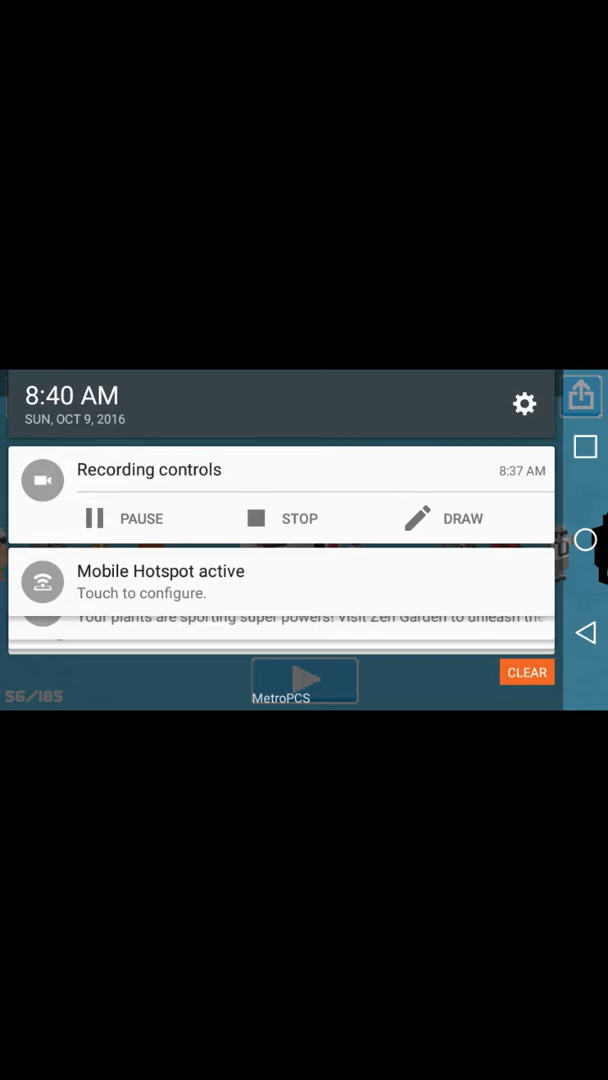 8:40 AM
SUN, OCT 9, 2016
Recording controls
8:37 AM
PAUSE
STOP
DRAW
Mobile Hotspot active
Touch to configure.
Your plants are sporting super powers! Visit Zen Garden to unleash the
CLEAR
56/185
MetroPCS